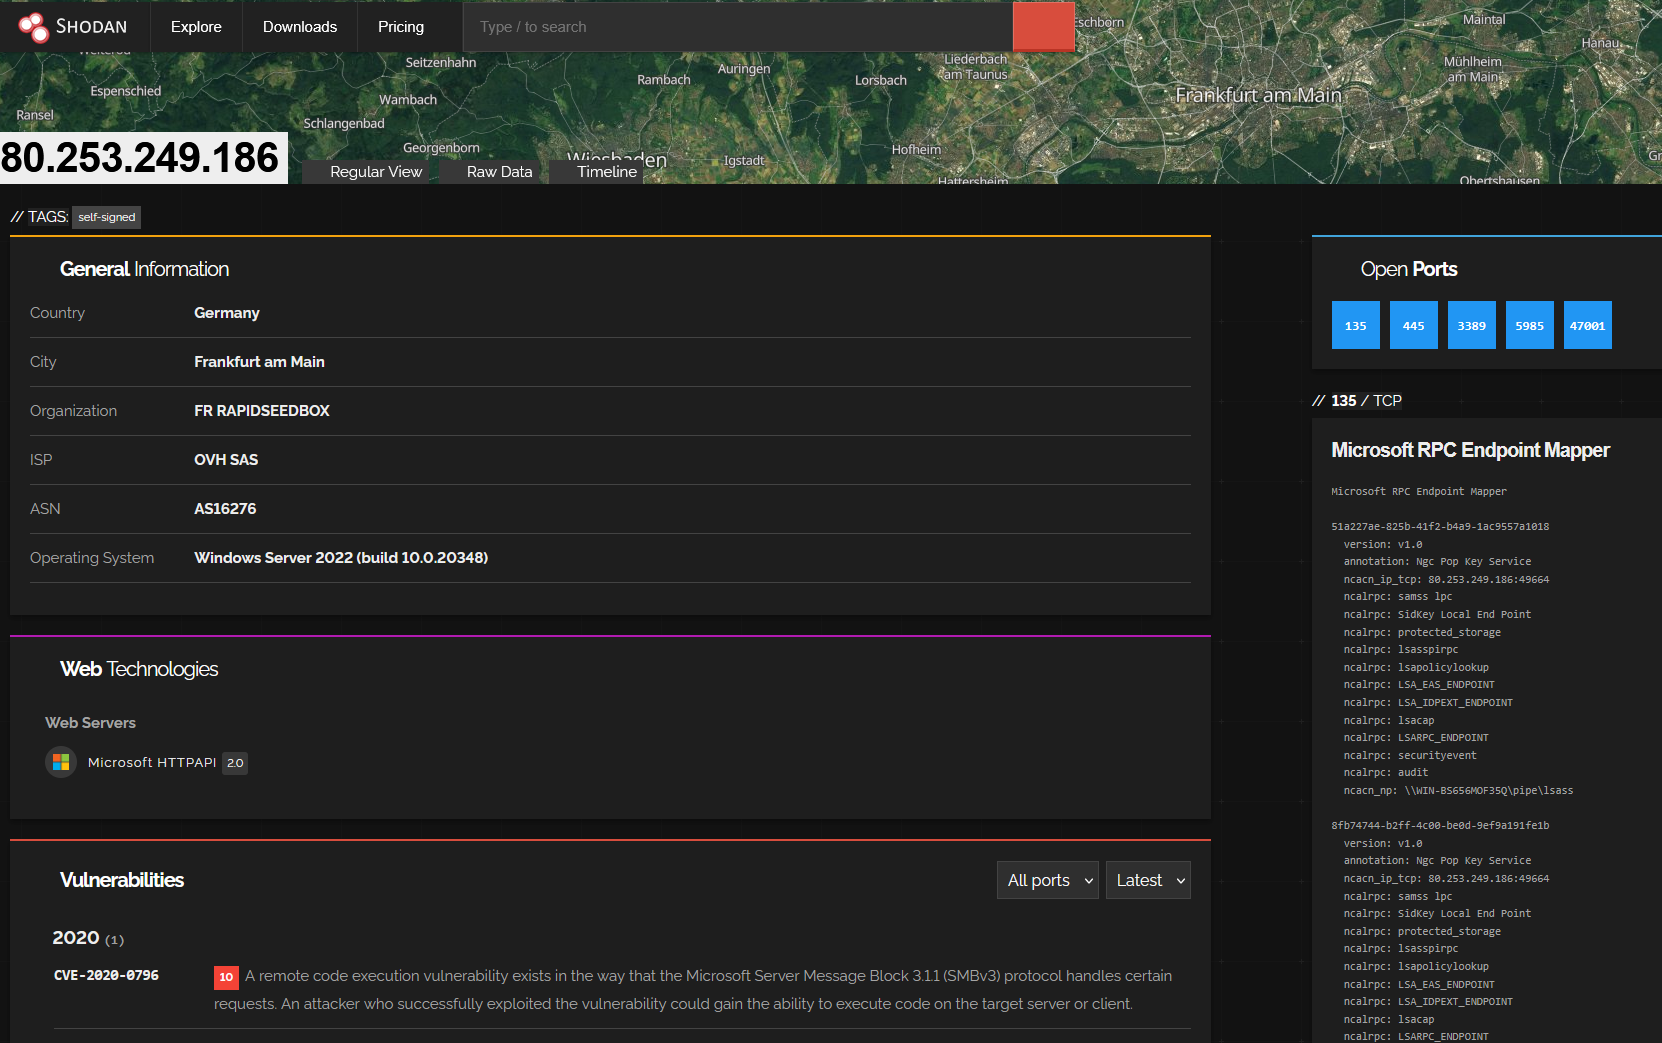 SHODAN
Explore
Downloads
Pricing
Type / to search
Eschborn
Maintal
Hanau
Seitzenhahn
Rambach
Auringen
Lorsbach
Liederbach
am Taunus
Mühlheim
am Main
Espenschied
Wambach
Frankfurt am Main
Ransel
Schlangenbad
Georgenborn
Hofheim
Wiesbaden
Igstadt
Hattersheim
Obertshausen
80.253.249.186
Regular View
Raw Data
Timeline
// TAGS: self-signed
General Information
Country Germany
City Frankfurt am Main
Organization FR RAPIDSEEDBOX
ISP OVH SAS
ASN AS16276
Operating System Windows Server 2022 (build 10.0.20348)
Web Technologies
Web Servers
Microsoft HTTPAPI 2.0
Vulnerabilities
All ports
Latest
2020 (1)
CVE-2020-0796
10 A remote code execution vulnerability exists in the way that the Microsoft Server Message Block 3.1.1 (SMBv3) protocol handles certain
requests. An attacker who successfully exploited the vulnerability could gain the ability to execute code on the target server or client.
Open Ports
135 445 3389 5985 47001
// 135 / TCP
Microsoft RPC Endpoint Mapper
Microsoft RPC Endpoint Mapper
51a227ae-825b-41f2-b4a9-1ac9557a1018
version: v1.0
annotation: Ngc Pop Key Service
ncacn_ip_tcp: 80.253.249.186:49664
ncalrpc: samss lpc
ncalrpc: SidKey Local End Point
ncalrpc: protected_storage
ncalrpc: lsasspirpc
ncalrpc: lsapolicylookup
ncalrpc: LSA_EAS_ENDPOINT
ncalrpc: LSA_IDPEXT_ENDPOINT
ncalrpc: lsacap
ncalrpc: LSARPC_ENDPOINT
ncalrpc: securityevent
ncalrpc: audit
ncacn_np: \\WIN-BS656MOF35Q\pipe\lsass
8fb74744-b2ff-4c00-be0d-9ef9a191fe1b
version: v1.0
annotation: Ngc Pop Key Service
ncacn_ip_tcp: 80.253.249.186:49664
ncalrpc: samss lpc
ncalrpc: SidKey Local End Point
ncalrpc: protected_storage
ncalrpc: lsasspirpc
ncalrpc: lsapolicylookup
ncalrpc: LSA_EAS_ENDPOINT
ncalrpc: LSA_IDPEXT_ENDPOINT
ncalrpc: lsacap
ncalrpc: LSARPC_ENDPOINT